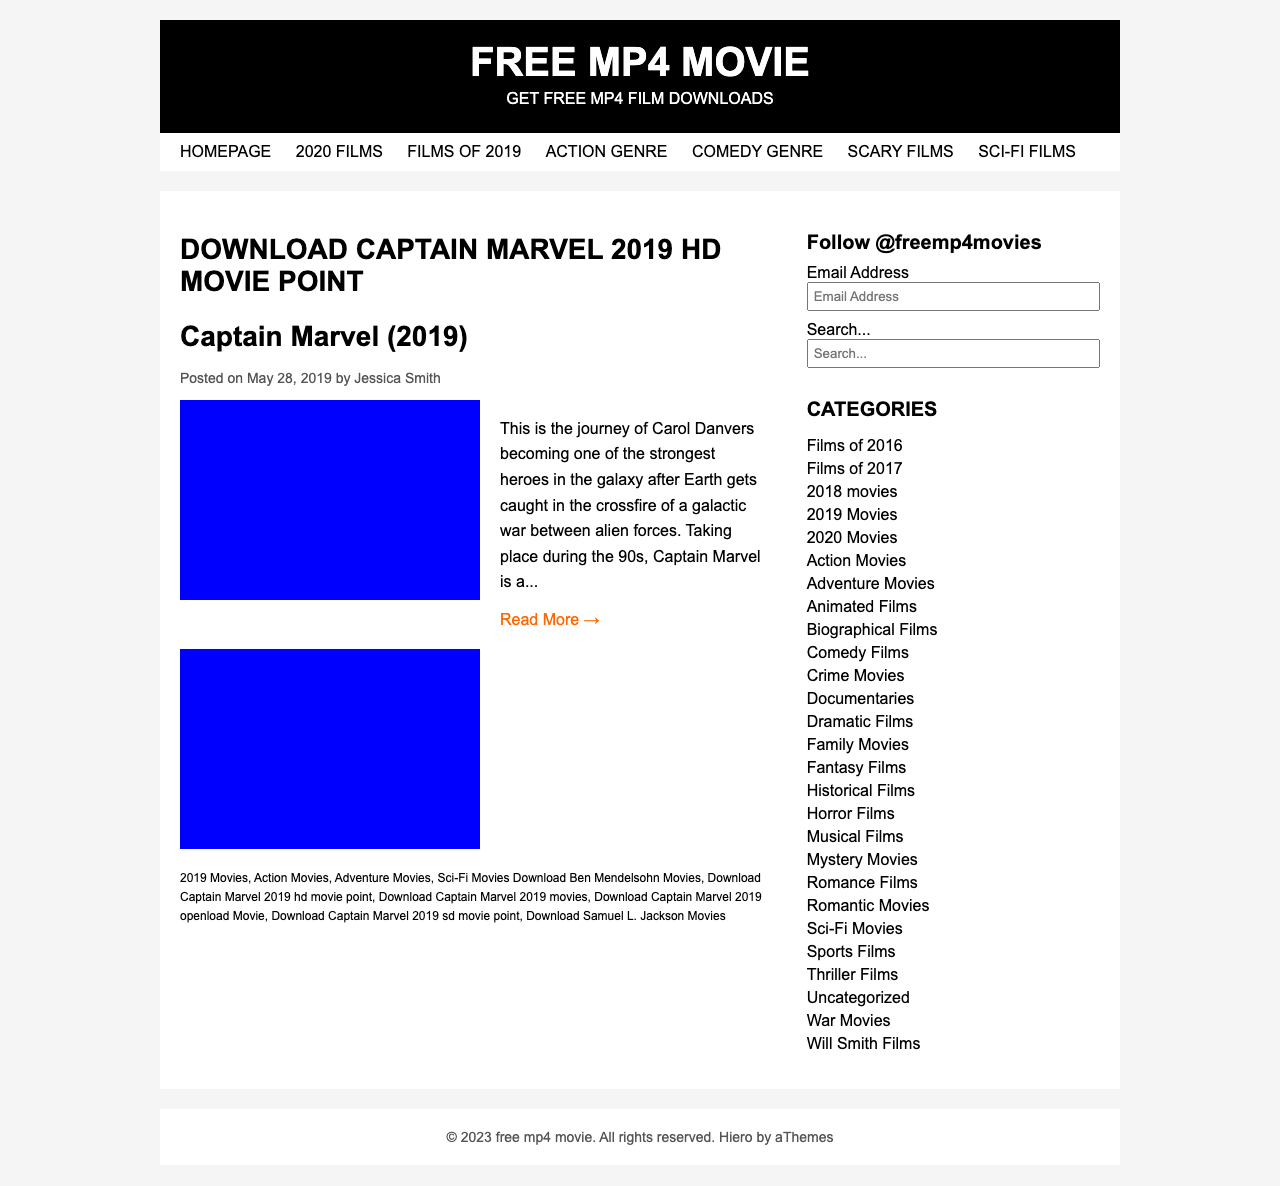 FREE MP4 MOVIE
GET FREE MP4 FILM DOWNLOADS
HOMEPAGE 2020 FILMS FILMS OF 2019 ACTION GENRE COMEDY GENRE SCARY FILMS SCI-FI FILMS
DOWNLOAD CAPTAIN MARVEL 2019 HD
MOVIE POINT
Captain Marvel (2019)
Posted on May 28, 2019 by Jessica Smith
This is the journey of Carol Danvers
becoming one of the strongest
heroes in the galaxy after Earth gets
caught in the crossfire of a galactic
war between alien forces. Taking
place during the 90s, Captain Marvel
is a...
Read More →
2019 Movies, Action Movies, Adventure Movies, Sci-Fi Movies Download Ben Mendelsohn Movies, Download
Captain Marvel 2019 hd movie point, Download Captain Marvel 2019 movies, Download Captain Marvel 2019
openload Movie, Download Captain Marvel 2019 sd movie point, Download Samuel L. Jackson Movies
Follow @freemp4movies
Email Address
Email Address
Search...
Search...
CATEGORIES
Films of 2016
Films of 2017
2018 movies
2019 Movies
2020 Movies
Action Movies
Adventure Movies
Animated Films
Biographical Films
Comedy Films
Crime Movies
Documentaries
Dramatic Films
Family Movies
Fantasy Films
Historical Films
Horror Films
Musical Films
Mystery Movies
Romance Films
Romantic Movies
Sci-Fi Movies
Sports Films
Thriller Films
Uncategorized
War Movies
Will Smith Films
© 2023 free mp4 movie. All rights reserved. Hiero by aThemes